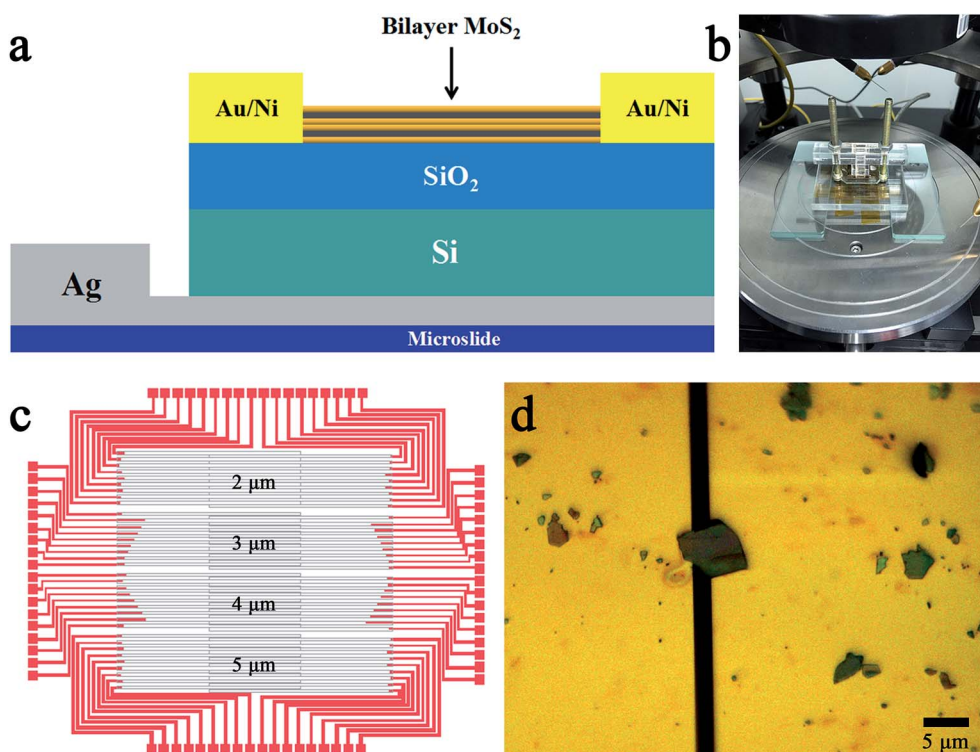 a
Bilayer MoS₂
Au/Ni
Au/Ni
SiO₂
Si
Ag
Microslide
b
c
2 μm
3 μm
4 μm
5 μm
d
5 μm